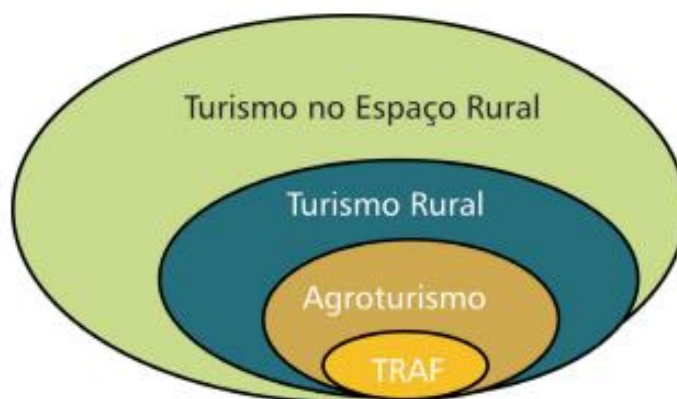 Turismo no Espaço Rural
Turismo Rural
Agroturismo
TRAF